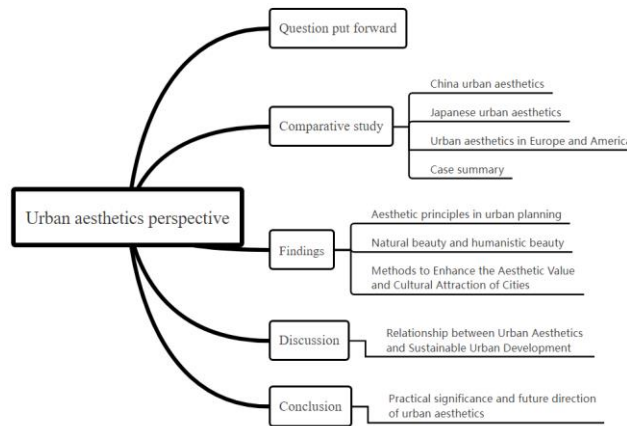 Question put forward
China urban aesthetics
Japanese urban aesthetics
Comparative study
Urban aesthetics in Europe and America
Case summary
Urban aesthetics perspective
Aesthetic principles in urban planning
Findings
Natural beauty and humanistic beauty
Methods to Enhance the Aesthetic Value
and Cultural Attraction of Cities
Discussion
Relationship between Urban Aesthetics
and Sustainable Urban Development
Conclusion
Practical significance and future direction
of urban aesthetics